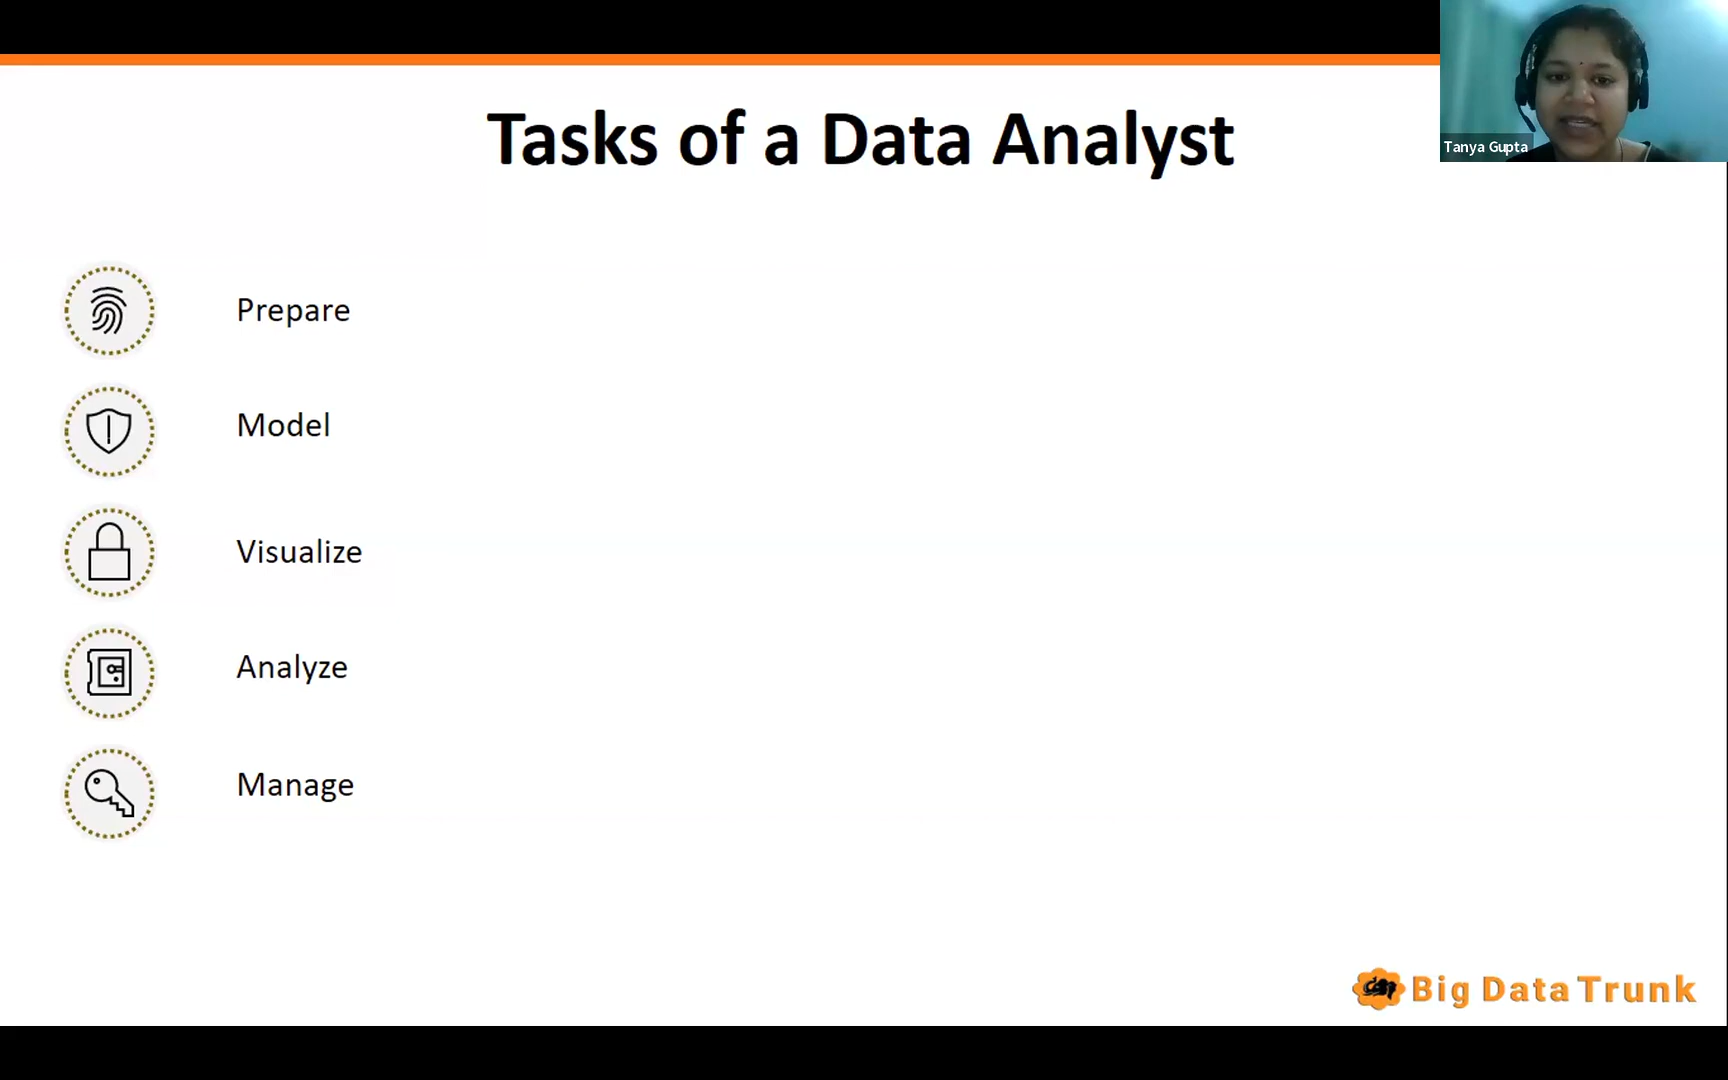 Tasks of a Data Analyst
Tanya Gupta
Prepare
Model
Visualize
Analyze
Manage
Big Data Trunk